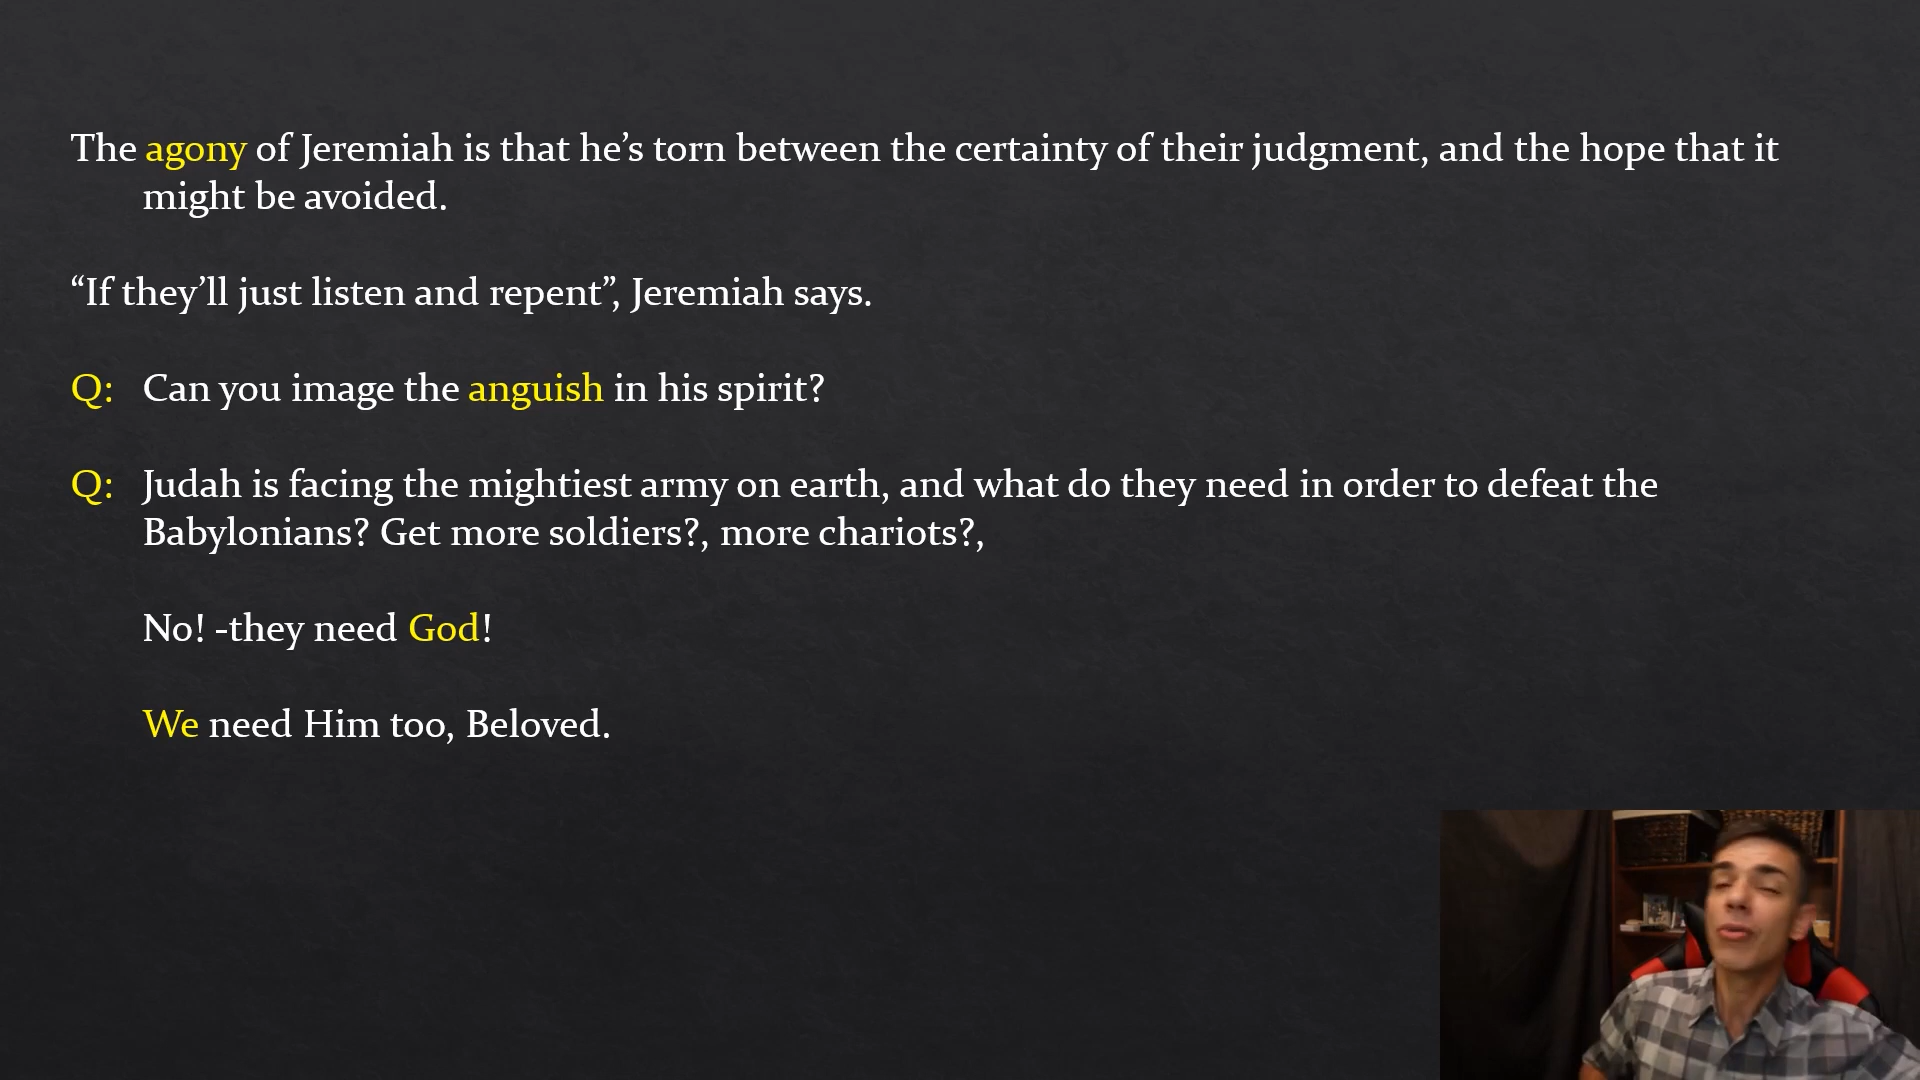 The agony of Jeremiah is that he’s torn between the certainty of their judgment, and the hope that it
might be avoided.
“If they’ll just listen and repent”, Jeremiah says.
Q: Can you image the anguish in his spirit?
Q: Judah is facing the mightiest army on earth, and what do they need in order to defeat the
Babylonians? Get more soldiers?, more chariots?,
No! -they need God!
We need Him too, Beloved.